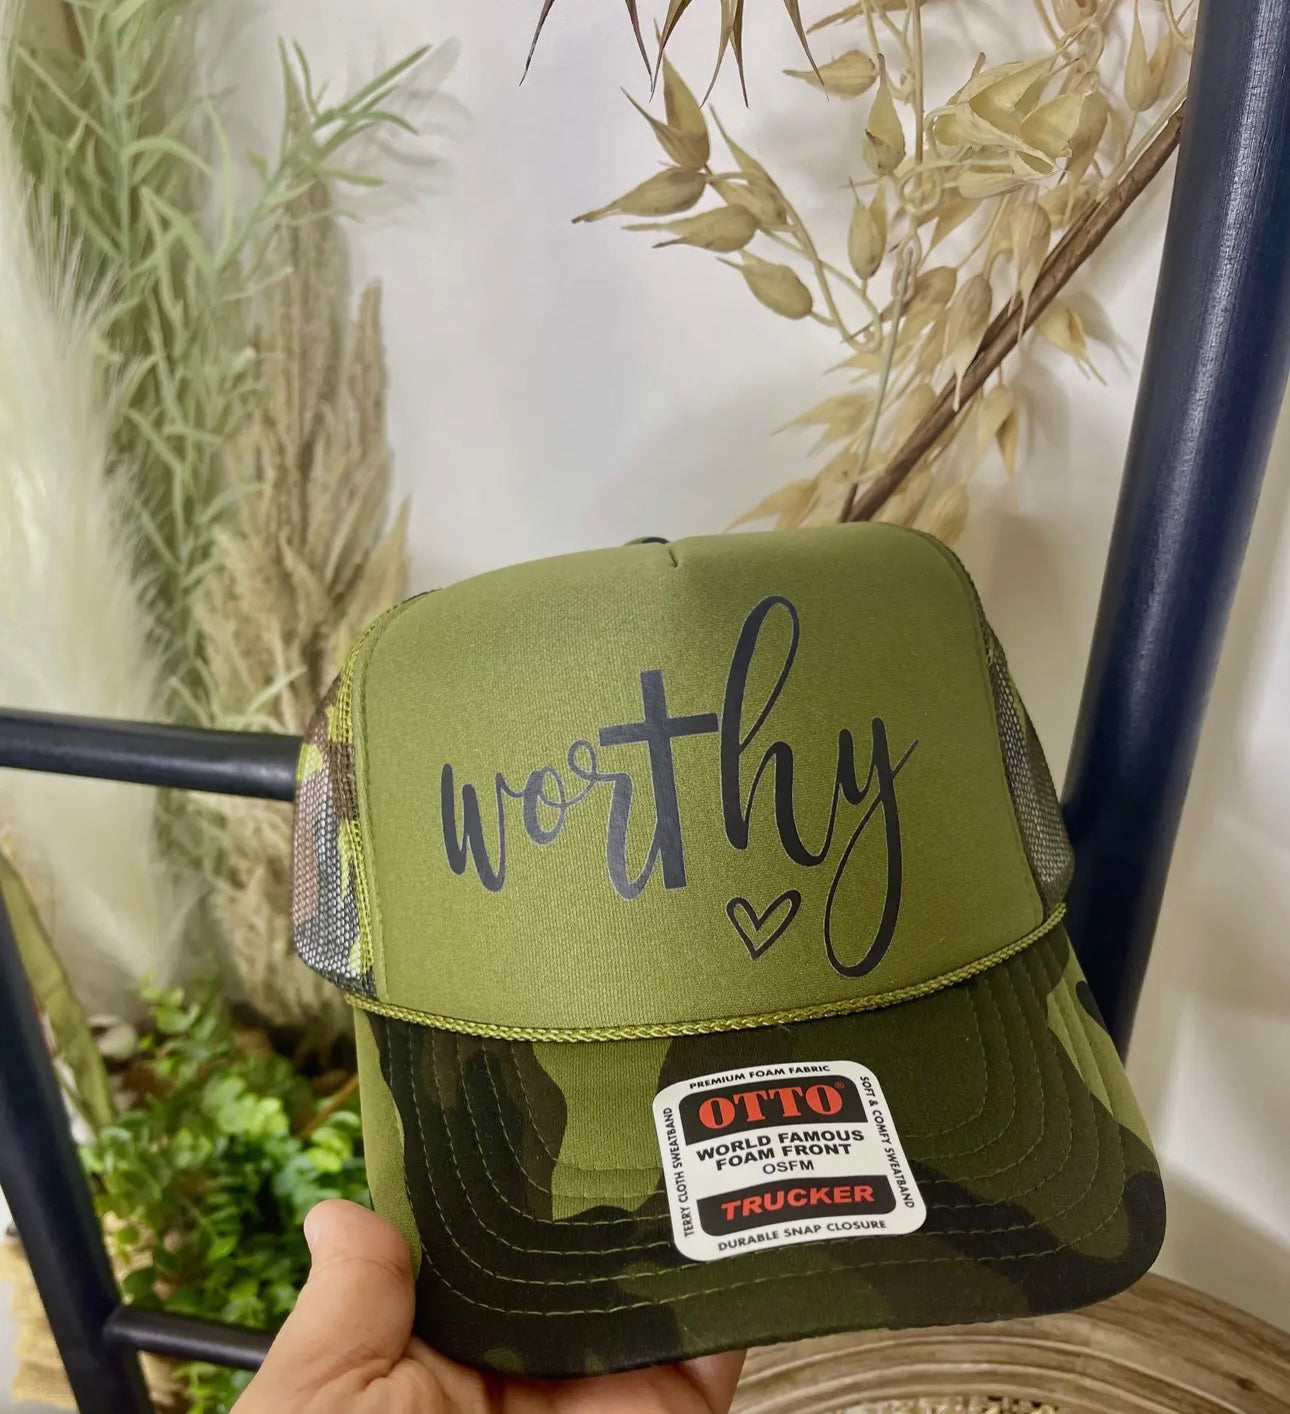 worthy
PREMIUM FOAM FABRIC
OTTO®
WORLD FAMOUS
FOAM FRONT
OSFM
TRUCKER
DURABLE SNAP CLOSURE
TERRY CLOTH SWEATBAND
SOFT & COMFY SWEATBAND